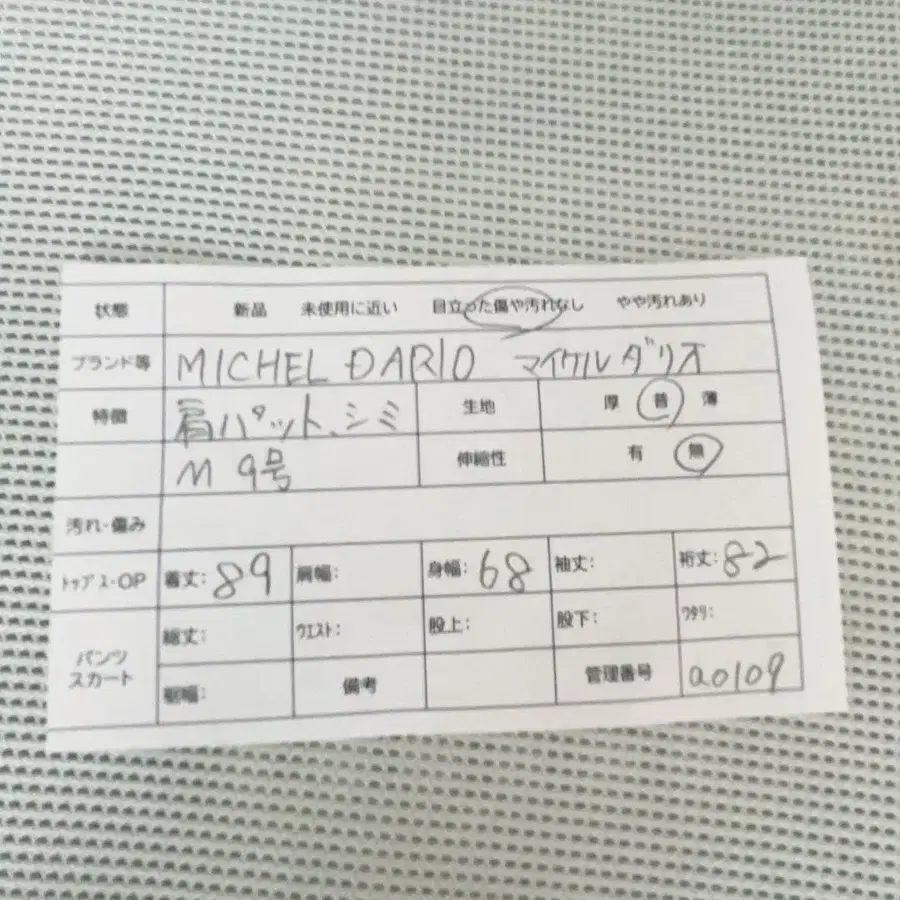 状態 新品 未使用に近い 目立った傷や汚れなし やや汚れあり
ブランド等 MICHEL DARIO マイケルダリオ
特徴 肩パット、シミ 生地 厚 普 薄
M 9号 伸縮性 有 無
汚れ・傷み
トップス・OP 着丈: 89 肩幅: 身幅: 68 袖丈: 裄丈: 82
パンツ スカート 総丈: ウエスト: 股上: 股下: ワタリ:
裾幅: 備考 管理番号 a0109